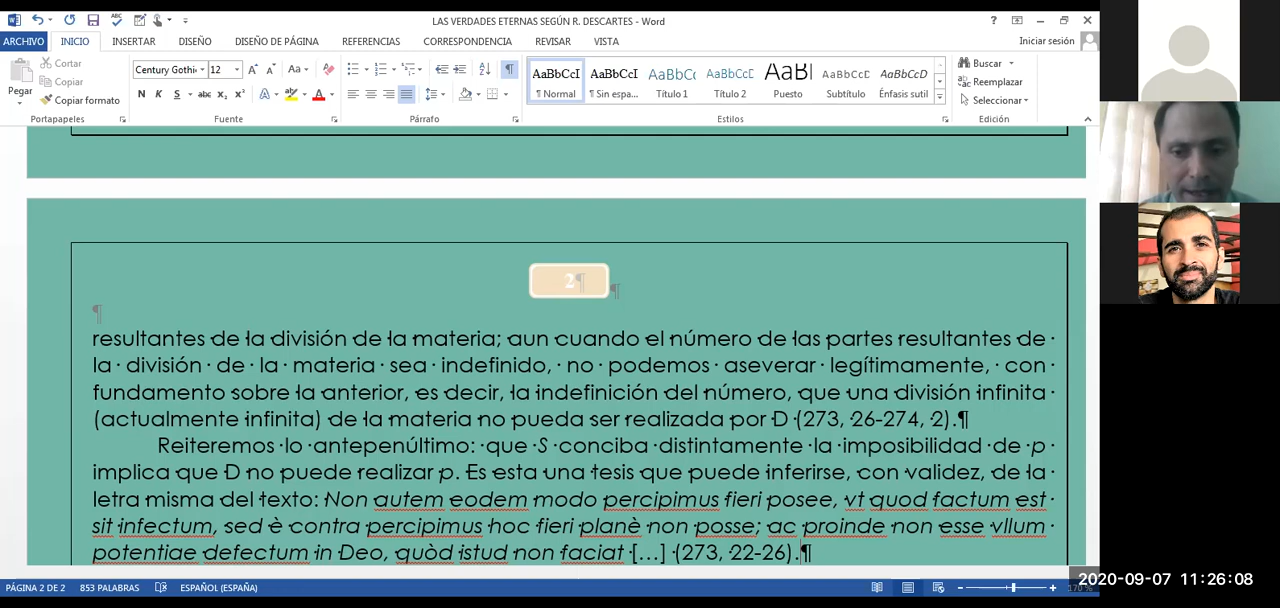 LAS VERDADES ETERNAS SEGÚN R. DESCARTES - Word
ARCHIVO INICIO INSERTAR DISEÑO DISEÑO DE PÁGINA REFERENCIAS CORRESPONDENCIA REVISAR VISTA Iniciar sesión
Pegar
Cortar
Copiar
Copiar formato
Portapapeles
Century Gothi 12
N K S abc x₂ x²
Fuente
Párrafo
AaBbCcI AaBbCcI AaBbCc AaBbCcC AaBl AaBbCcD AaBbCcD
¶ Normal ¶ Sin espa... Título 1 Título 2 Puesto Subtítulo Énfasis sutil
Estilos
Buscar
Reemplazar
Seleccionar
Edición
2¶
resultantes de la división de la materia; aun cuando el número de las partes resultantes de
la división de la materia sea indefinido, no podemos aseverar legítimamente, con
fundamento sobre la anterior, es decir, la indefinición del número, que una división infinita
(actualmente infinita) de la materia no pueda ser realizada por D (273, 26-274, 2).¶
Reiteremos lo antepenúltimo: que S conciba distintamente la imposibilidad de p
implica que D no puede realizar p. Es esta una tesis que puede inferirse, con validez, de la
letra misma del texto: Non autem eodem modo percipimus fieri posee, vt quod factum est
sit infectum, sed è contra percipimus hoc fieri planè non posse; ac proinde non esse vllum
potentiae defectum in Deo, quòd istud non faciat [...] (273, 22-26).¶
PÁGINA 2 DE 2 853 PALABRAS ESPAÑOL (ESPAÑA) 170 %
2020-09-07 11:26:08